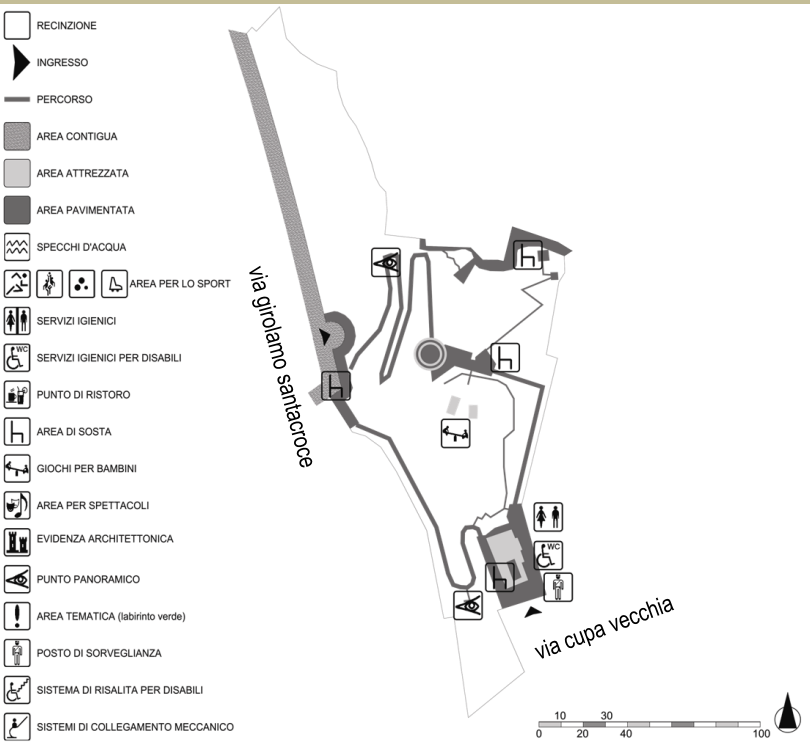 RECINZIONE
INGRESSO
PERCORSO
AREA CONTIGUA
AREA ATTREZZATA
AREA PAVIMENTATA
SPECCHI D'ACQUA
AREA PER LO SPORT
SERVIZI IGIENICI
WC
SERVIZI IGIENICI PER DISABILI
PUNTO DI RISTORO
AREA DI SOSTA
GIOCHI PER BAMBINI
AREA PER SPETTACOLI
EVIDENZA ARCHITETTONICA
PUNTO PANORAMICO
AREA TEMATICA (labirinto verde)
POSTO DI SORVEGLIANZA
SISTEMA DI RISALITA PER DISABILI
SISTEMI DI COLLEGAMENTO MECCANICO
via girolamo santacroce
WC
via cupa vecchia
10 30
0 20 40 100